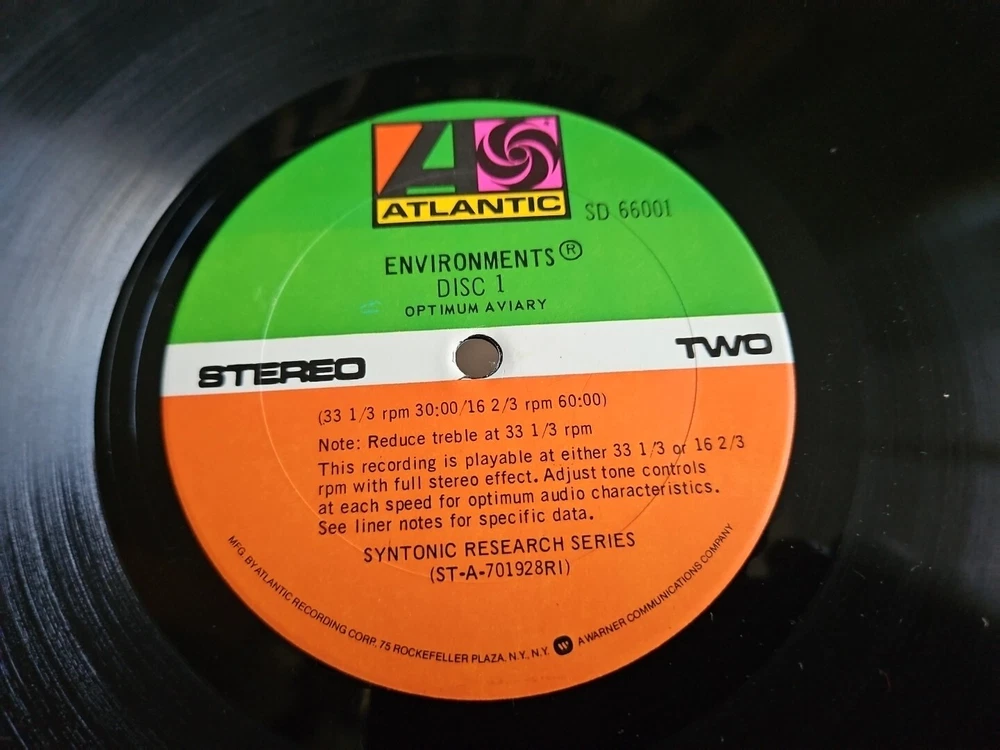 ATLANTIC
SD 66001
ENVIRONMENTS®
DISC 1
OPTIMUM AVIARY
STEREO
TWO
(33 1/3 rpm 30:00/16 2/3 rpm 60:00)
Note: Reduce treble at 33 1/3 rpm
This recording is playable at either 33 1/3 or 16 2/3
rpm with full stereo effect. Adjust tone controls
at each speed for optimum audio characteristics.
See liner notes for specific data.
SYNTONIC RESEARCH SERIES
(ST-A-701928RI)
MFG. BY ATLANTIC RECORDING CORP. 75 ROCKEFELLER PLAZA. N.Y., N.Y. A WARNER COMMUNICATIONS COMPANY